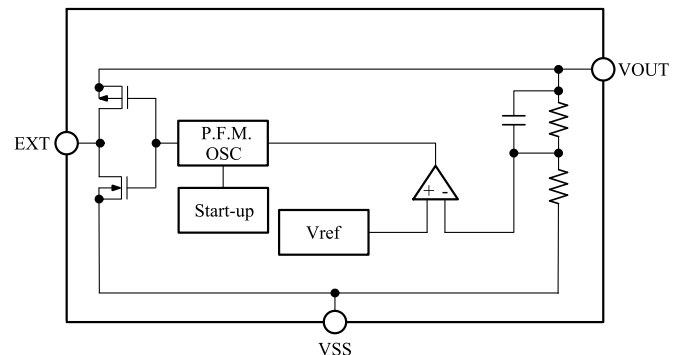 VOUT
EXT
P.F.M.
OSC
Start-up
Vref
+ -
VSS